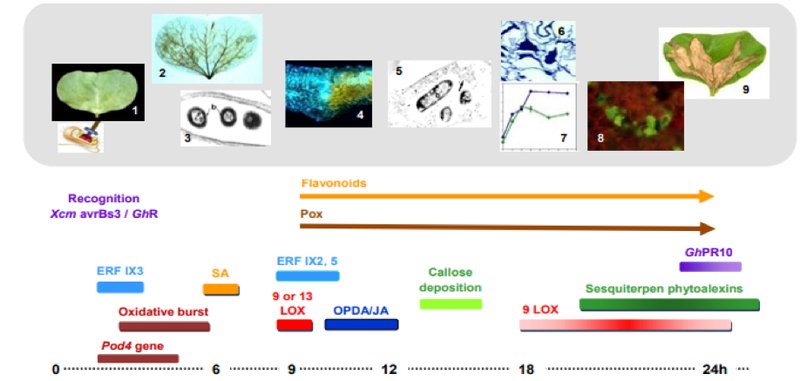 1
2
3
b
4
5
6
7
8
9
Flavonoids
Recognition
Xcm avrBs3 / GhR
Pox
ERF IX3
SA
ERF IX2, 5
Callose
deposition
GhPR10
Sesquiterpen phytoalexins
Oxidative burst
9 or 13
LOX
OPDA/JA
9 LOX
Pod4 gene
0 6 9 12 18 24h